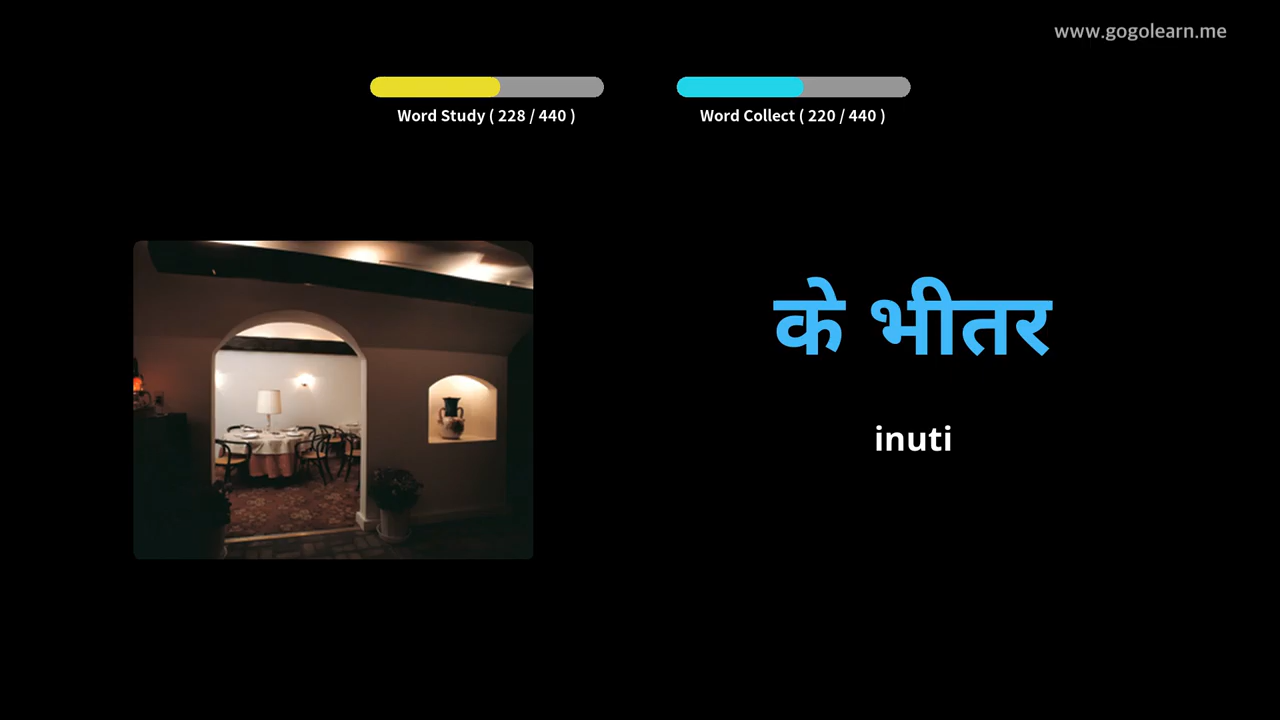 www.gogolearn.me
Word Study ( 228 / 440 )
Word Collect ( 220 / 440 )
के भीतर
inuti